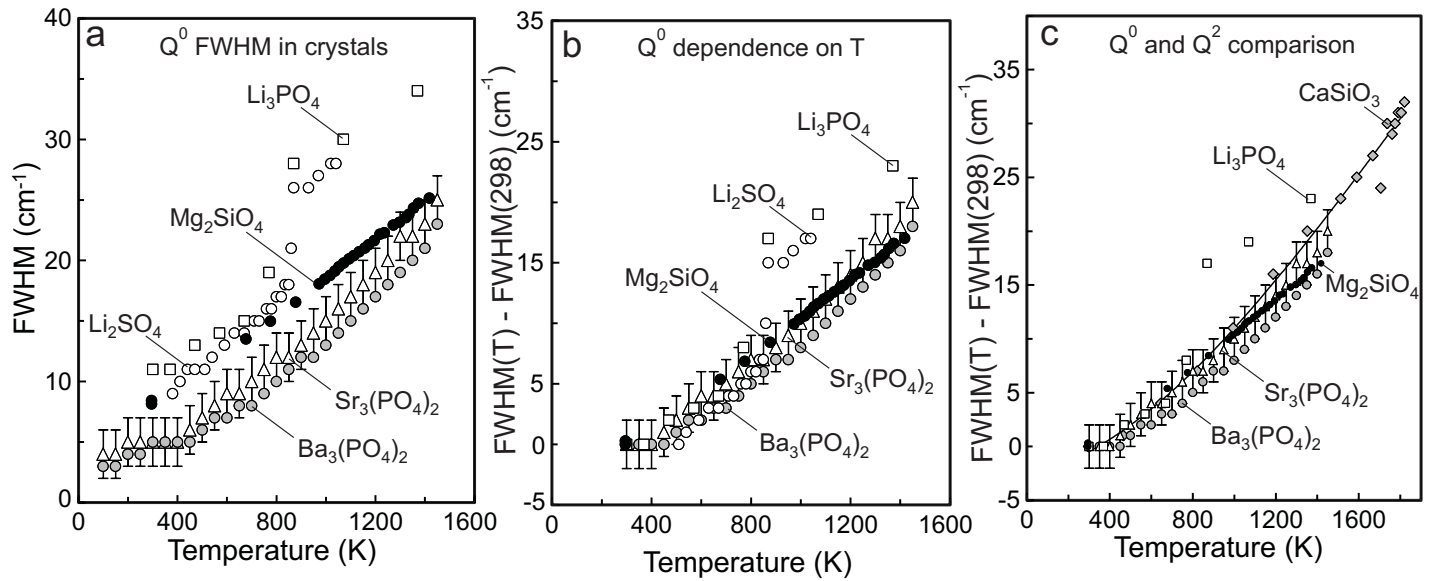 a
Q⁰ FWHM in crystals
FWHM (cm⁻¹)
40
30
20
10
0
Li₃PO₄
Mg₂SiO₄
Li₂SO₄
Sr₃(PO₄)₂
Ba₃(PO₄)₂
0 400 800 1200 1600
Temperature (K)
b
Q⁰ dependence on T
FWHM(T) - FWHM(298) (cm⁻¹)
35
25
15
5
0
-5
Li₃PO₄
Li₂SO₄
Mg₂SiO₄
Sr₃(PO₄)₂
Ba₃(PO₄)₂
0 400 800 1200 1600
Temperature (K)
c
Q⁰ and Q² comparison
FWHM(T) - FWHM(298) (cm⁻¹)
35
25
15
5
0
-5
CaSiO₃
Li₃PO₄
Mg₂SiO₄
Sr₃(PO₄)₂
Ba₃(PO₄)₂
0 400 800 1200 1600
Temperature (K)